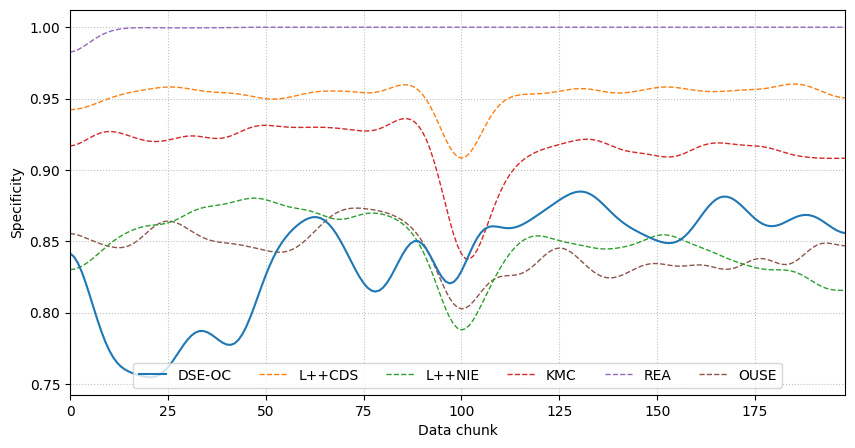 1.00
0.95
0.90
0.85
0.80
0.75
Specificity
DSE-OC L++CDS L++NIE KMC REA OUSE
0 25 50 75 100 125 150 175
Data chunk